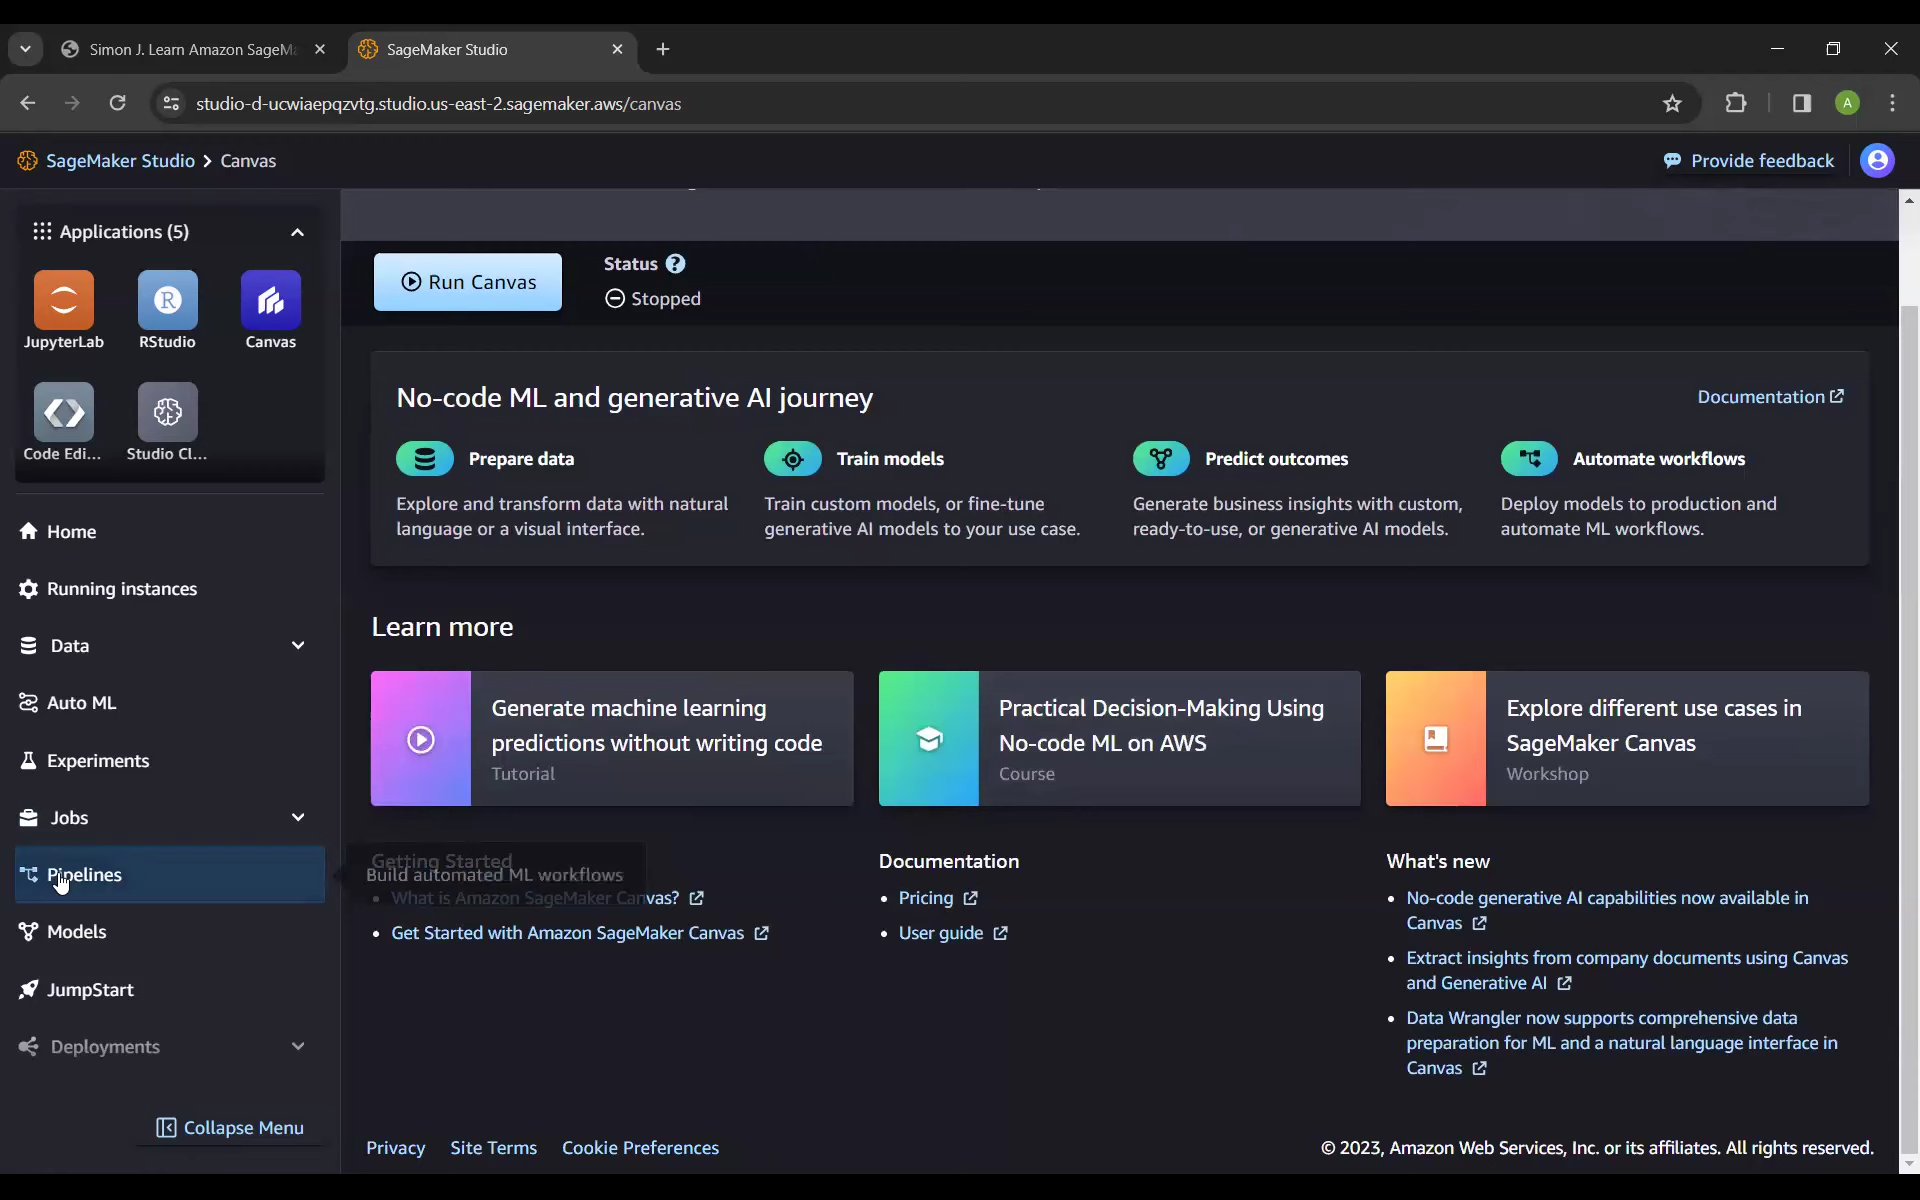 Simon J. Learn Amazon SageM
SageMaker Studio
studio-d-ucwiaepqzvtg.studio.us-east-2.sagemaker.aws/canvas
A
SageMaker Studio > Canvas
Provide feedback
Applications (5)
JupyterLab
RStudio
Canvas
Code Edi...
Studio Cl...
Home
Running instances
Data
Auto ML
Experiments
Jobs
Pipelines
Models
JumpStart
Deployments
Collapse Menu
Run Canvas
Status
Stopped
No-code ML and generative AI journey
Documentation
Prepare data
Explore and transform data with natural
language or a visual interface.
Train models
Train custom models, or fine-tune
generative AI models to your use case.
Predict outcomes
Generate business insights with custom,
ready-to-use, or generative AI models.
Automate workflows
Deploy models to production and
automate ML workflows.
Learn more
Generate machine learning
predictions without writing code
Tutorial
Practical Decision-Making Using
No-code ML on AWS
Course
Explore different use cases in
SageMaker Canvas
Workshop
Getting Started
Build automated ML workflows
What is Amazon SageMaker Canvas?
Get Started with Amazon SageMaker Canvas
Documentation
Pricing
User guide
What's new
No-code generative AI capabilities now available in
Canvas
Extract insights from company documents using Canvas
and Generative AI
Data Wrangler now supports comprehensive data
preparation for ML and a natural language interface in
Canvas
Privacy Site Terms Cookie Preferences
© 2023, Amazon Web Services, Inc. or its affiliates. All rights reserved.